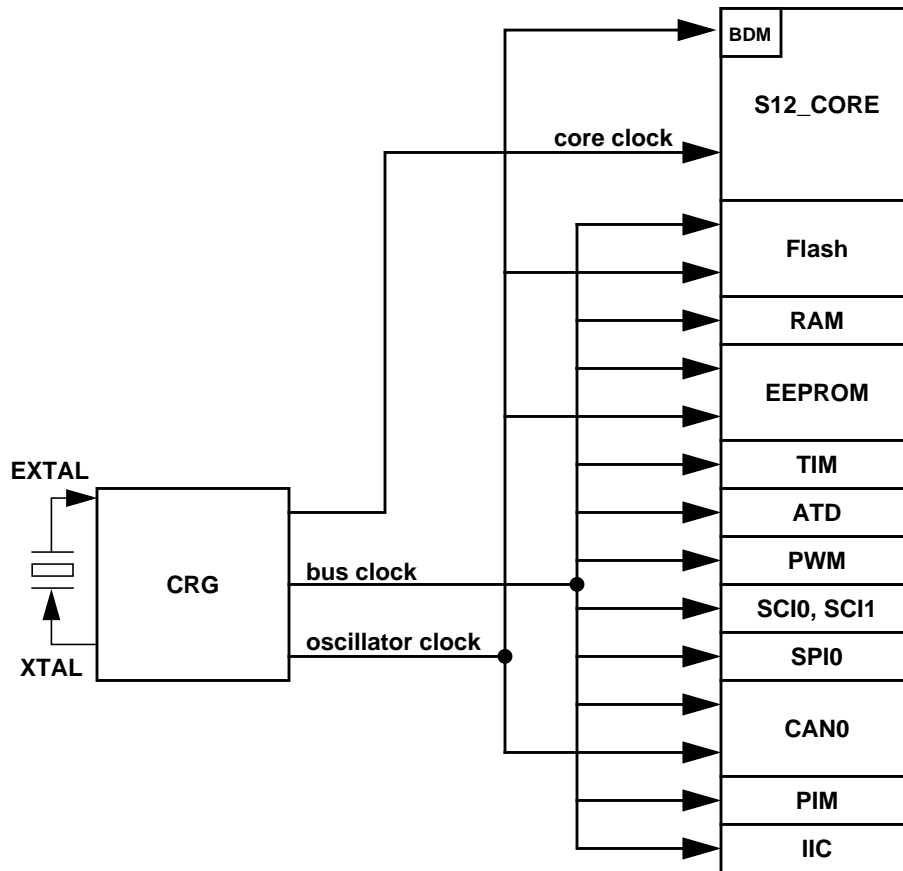 BDM
S12_CORE
core clock
Flash
RAM
EEPROM
EXTAL
TIM
ATD
bus clock
CRG
PWM
SCI0, SCI1
oscillator clock
XTAL
SPI0
CAN0
PIM
IIC